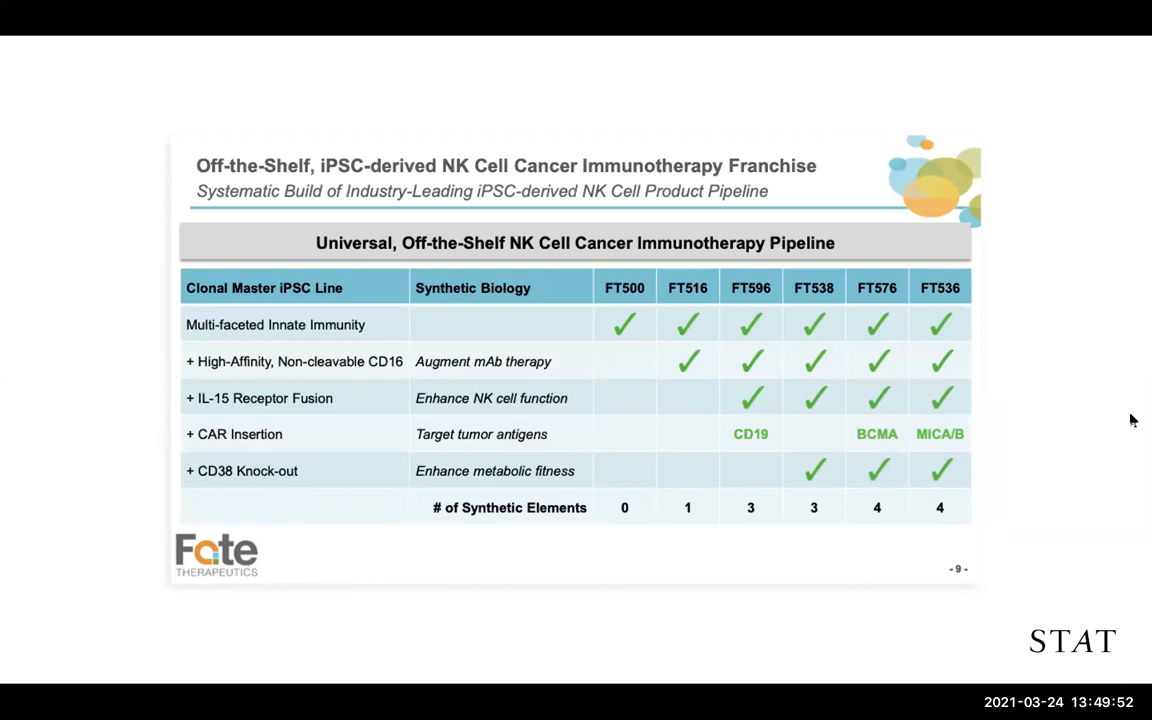 Off-the-Shelf, iPSC-derived NK Cell Cancer Immunotherapy Franchise
Systematic Build of Industry-Leading iPSC-derived NK Cell Product Pipeline
Universal, Off-the-Shelf NK Cell Cancer Immunotherapy Pipeline
Clonal Master iPSC Line Synthetic Biology FT500 FT516 FT596 FT538 FT576 FT536
Multi-faceted Innate Immunity ✓ ✓ ✓ ✓ ✓ ✓
+ High-Affinity, Non-cleavable CD16 Augment mAb therapy ✓ ✓ ✓ ✓ ✓
+ IL-15 Receptor Fusion Enhance NK cell function ✓ ✓ ✓ ✓
+ CAR Insertion Target tumor antigens CD19 BCMA MICA/B
+ CD38 Knock-out Enhance metabolic fitness ✓ ✓ ✓
# of Synthetic Elements 0 1 3 3 4 4
Fate
THERAPEUTICS
- 9 -
STAT
2021-03-24 13:49:52